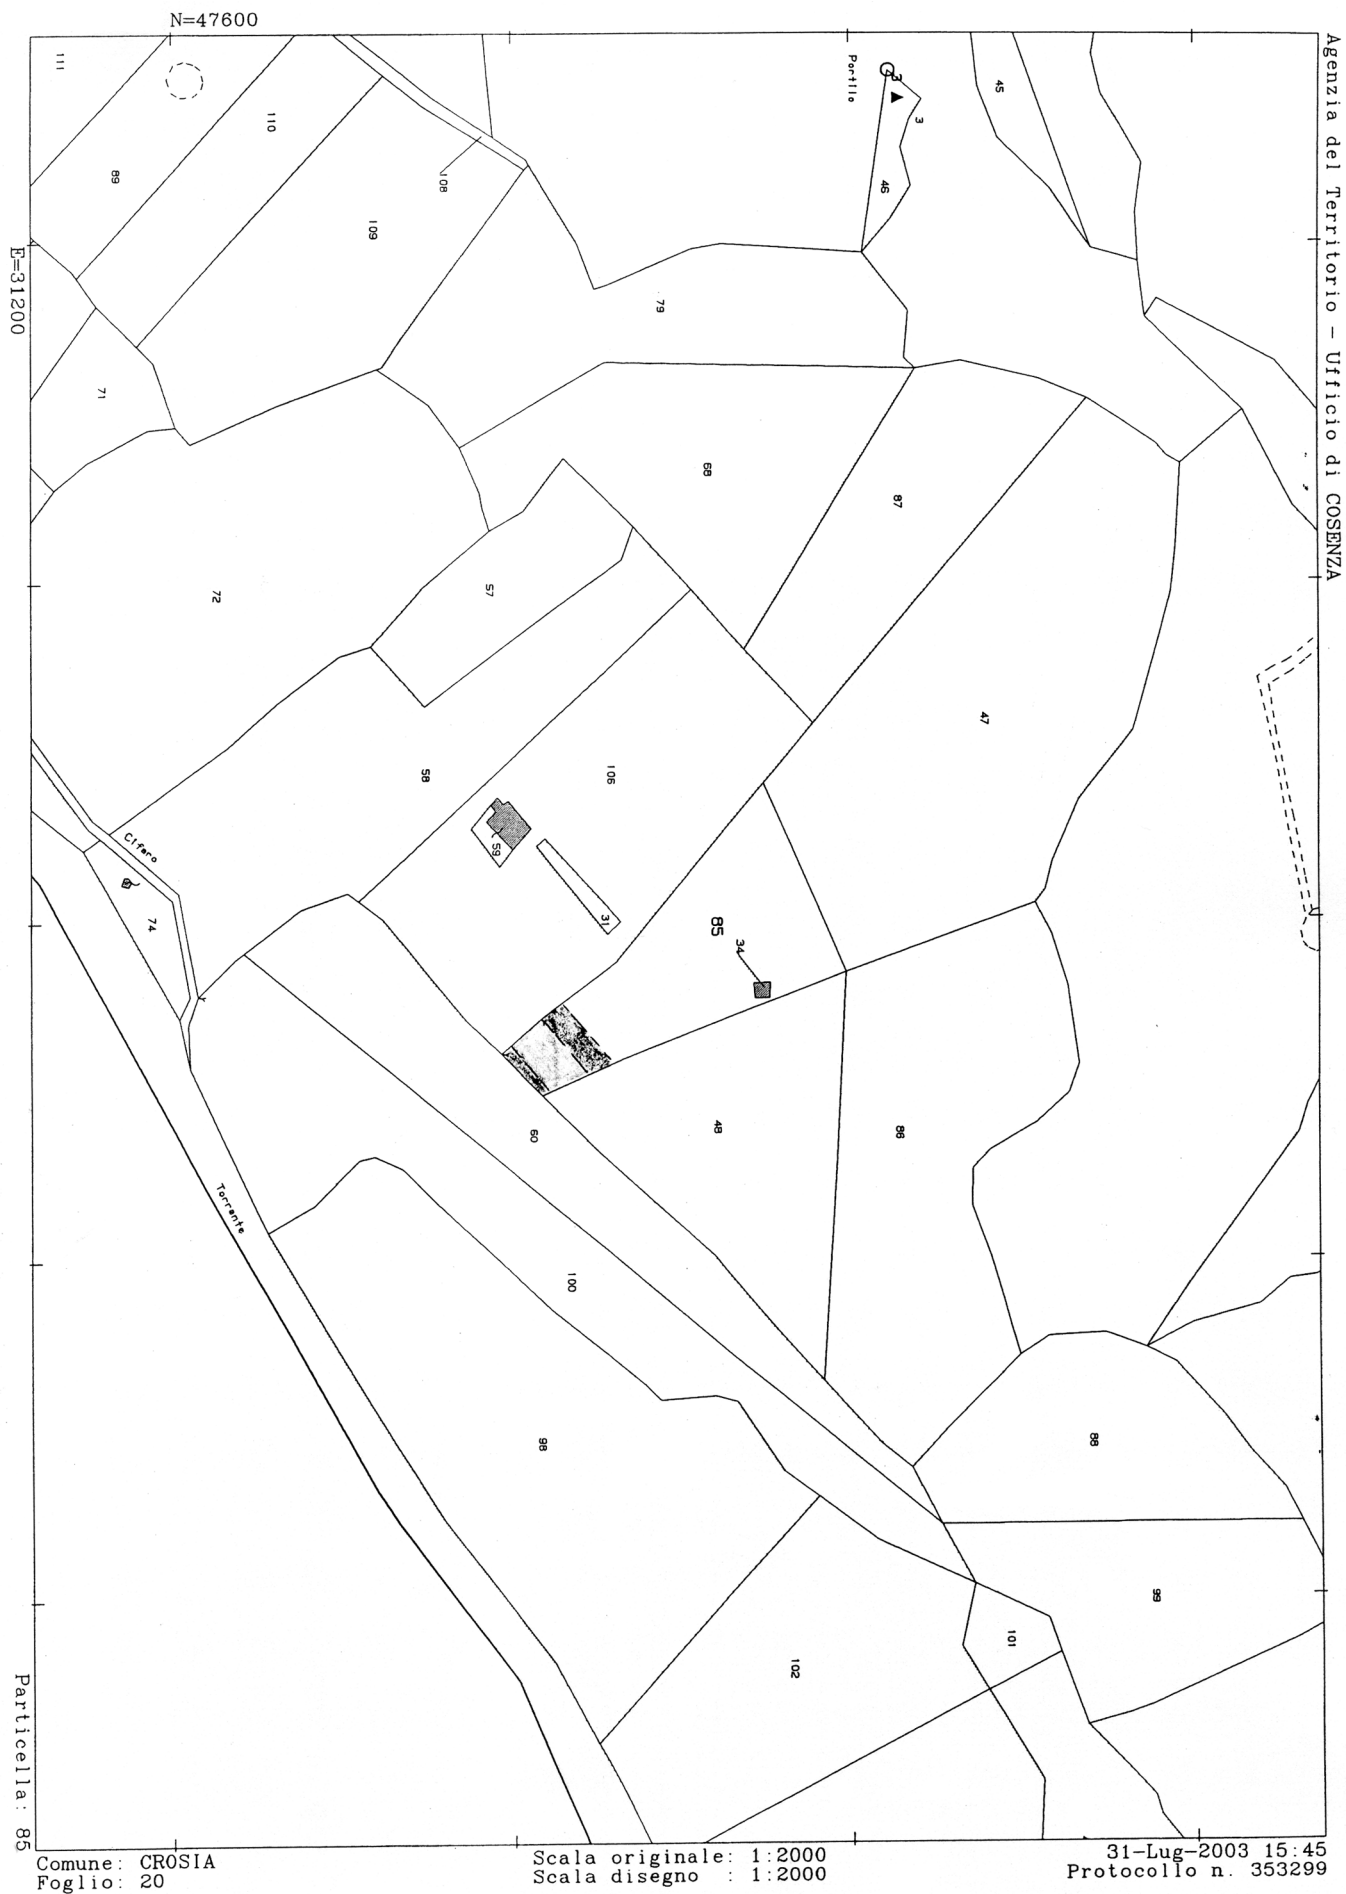 N=47600
Agenzia del Territorio - Ufficio di COSENZA
E=31200
111
89
110
108
109
71
79
Portllo
3
3
46
45
68
87
47
72
57
58
106
59
31
85
34
Cifaro
74
60
48
86
Torrente
100
98
88
99
101
102
Particella: 85
Comune: CROSIA
Foglio: 20
Scala originale: 1:2000
Scala disegno : 1:2000
31-Lug-2003 15:45
Protocollo n. 353299